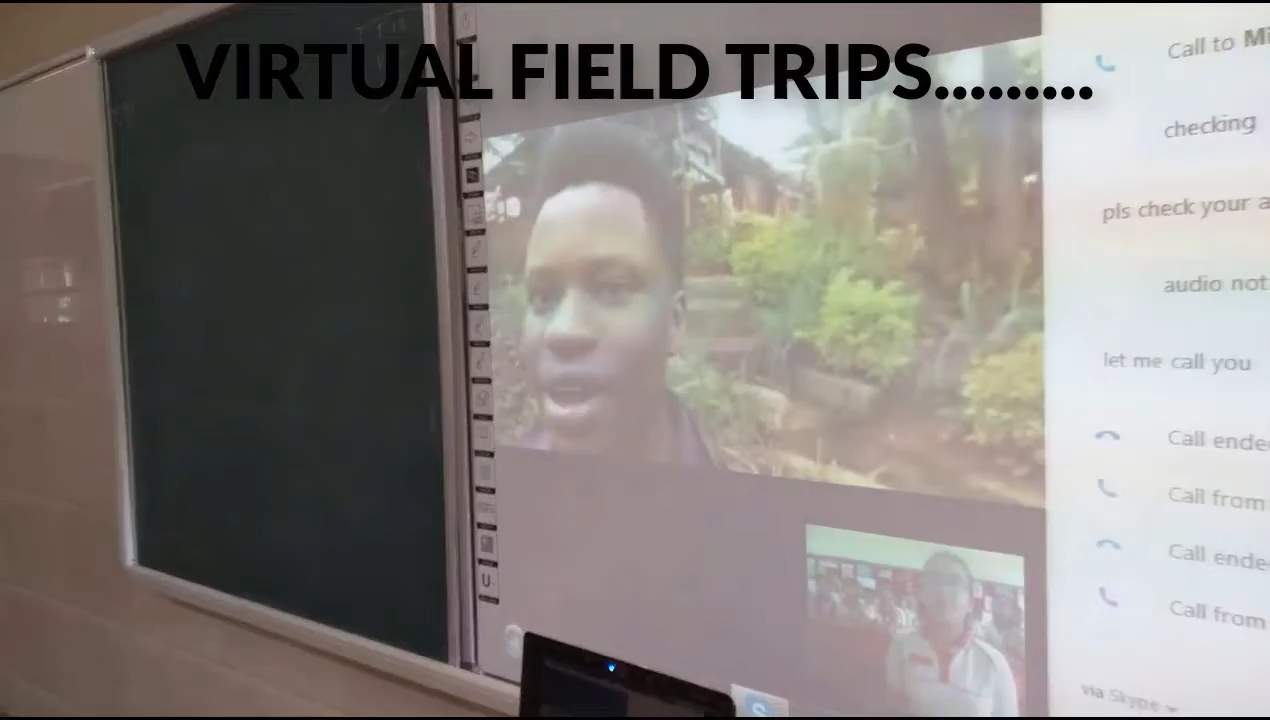 VIRTUAL FIELD TRIPS.........
Call to Mi
checking
pls check your a
audio not
let me call you
Call ende
Call from
Call ende
Call from
via Skype
U
S